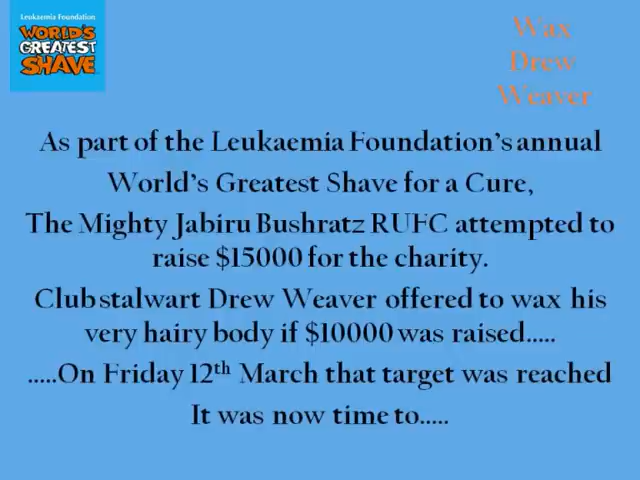 Leukaemia Foundation
WORLD'S
GREATEST
SHAVE
Wax
Drew
Weaver
As part of the Leukaemia Foundation's annual
World's Greatest Shave for a Cure,
The Mighty Jabiru Bushratz RUFC attempted to
raise $15000 for the charity.
Club stalwart Drew Weaver offered to wax his
very hairy body if $10000 was raised.....
.....On Friday 12th March that target was reached
It was now time to.....